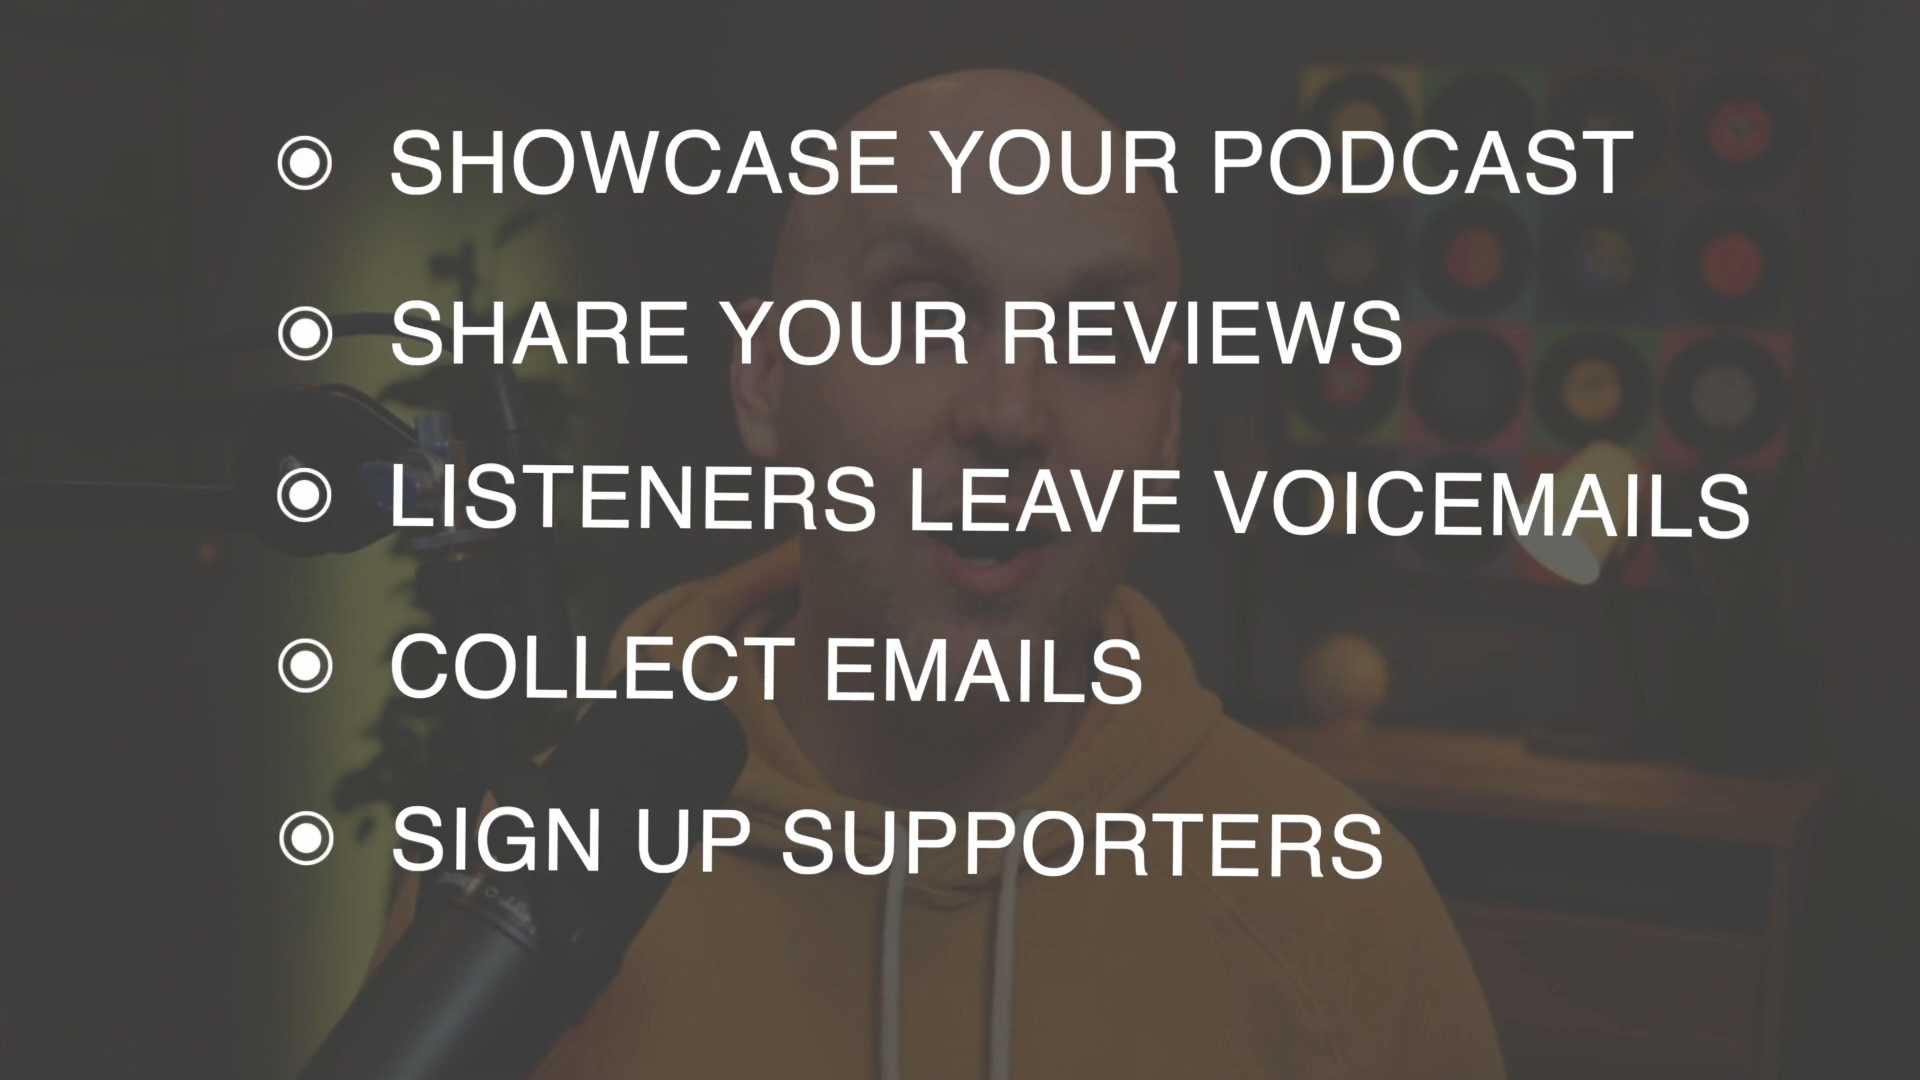 SHOWCASE YOUR PODCAST
SHARE YOUR REVIEWS
LISTENERS LEAVE VOICEMAILS
COLLECT EMAILS
SIGN UP SUPPORTERS